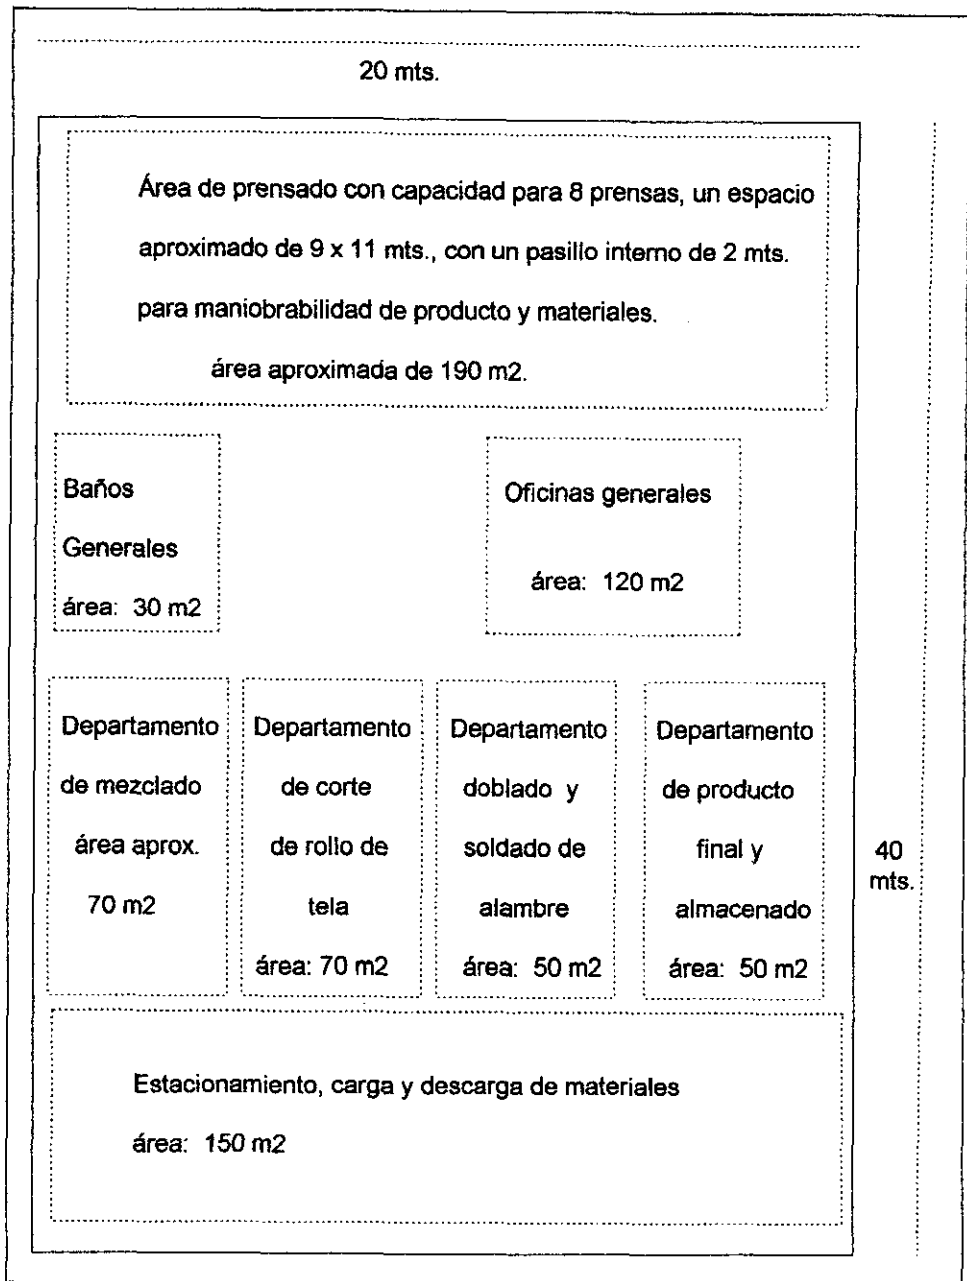 20 mts.
Área de prensado con capacidad para 8 prensas, un espacio
aproximado de 9 x 11 mts., con un pasillo interno de 2 mts.
para maniobrabilidad de producto y materiales.
área aproximada de 190 m2.
Baños
Generales
área: 30 m2
Oficinas generales
área: 120 m2
Departamento
de mezclado
área aprox.
70 m2
Departamento
de corte
de rollo de
tela
área: 70 m2
Departamento
doblado y
soldado de
alambre
área: 50 m2
Departamento
de producto
final y
almacenado
área: 50 m2
40
mts.
Estacionamiento, carga y descarga de materiales
área: 150 m2